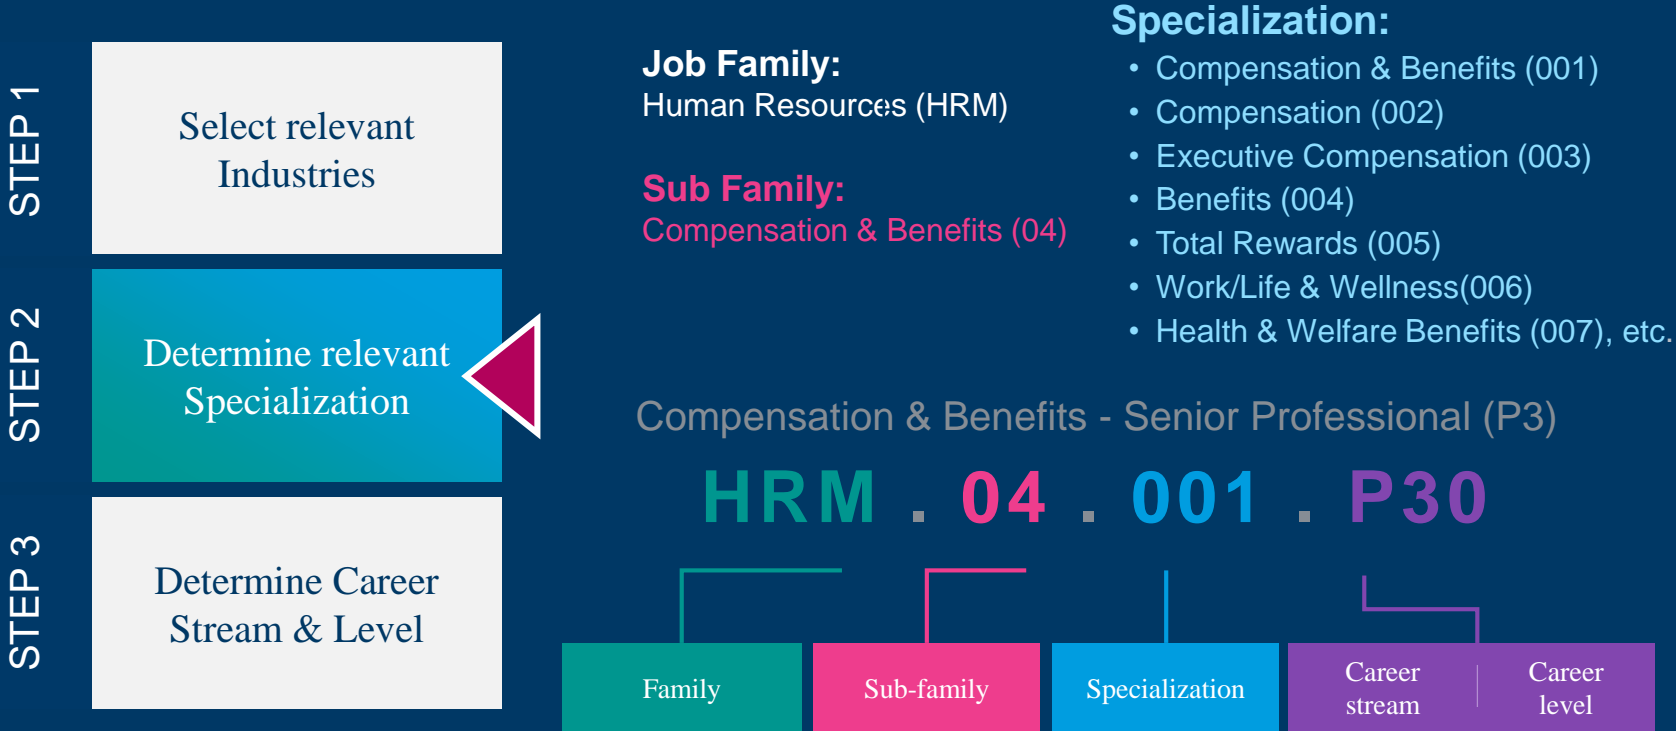 STEP 1
Select relevant
Industries
STEP 2
Determine relevant
Specialization
STEP 3
Determine Career
Stream & Level
Job Family:
Human Resources (HRM)
Sub Family:
Compensation & Benefits (04)
Specialization:
• Compensation & Benefits (001)
• Compensation (002)
• Executive Compensation (003)
• Benefits (004)
• Total Rewards (005)
• Work/Life & Wellness(006)
• Health & Welfare Benefits (007), etc.
Compensation & Benefits - Senior Professional (P3)
HRM . 04 . 001 . P30
Family
Sub-family
Specialization
Career
stream
Career
level